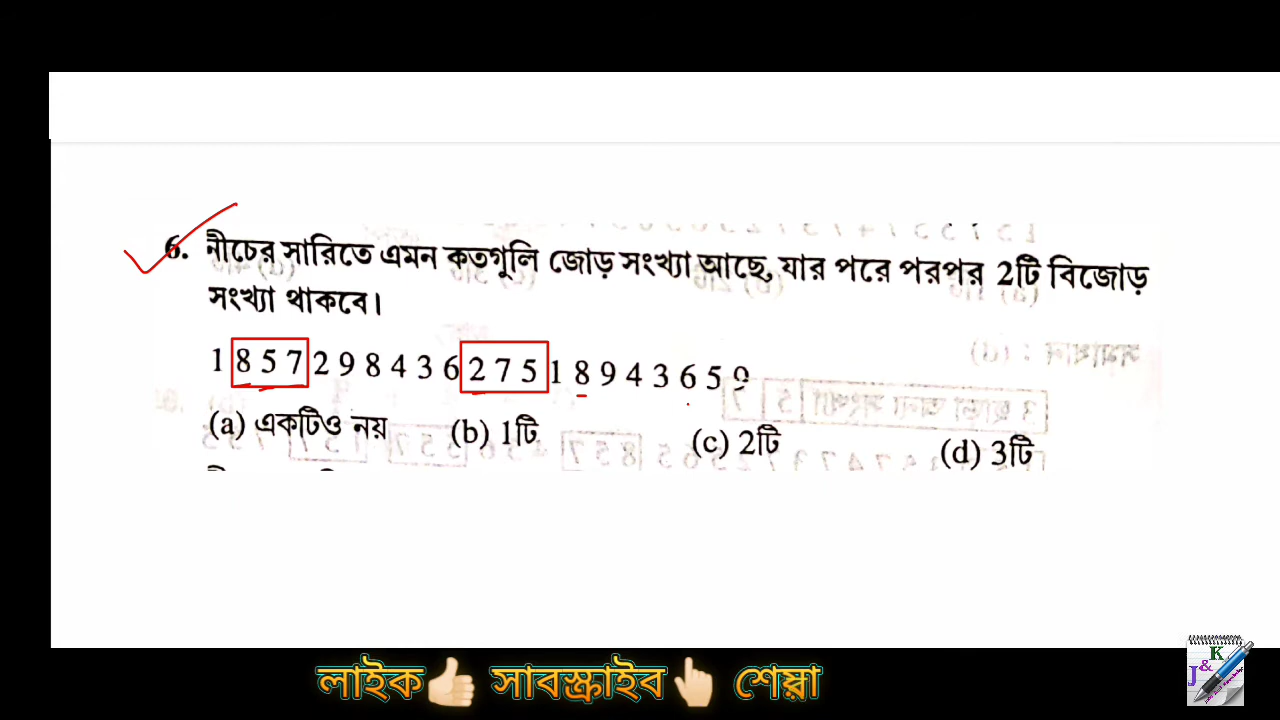 6. নীচের সারিতে এমন কতগুলি জোড় সংখ্যা আছে, যার পরে পরপর 2টি বিজোড়
সংখ্যা থাকবে।
1 8 5 7 2 9 8 4 3 6 2 7 5 1 8 9 4 3 6 5 9
(a) একটিও নয় (b) 1টি (c) 2টি (d) 3টি
লাইক সাবস্ক্রাইব শেয়া
J&K